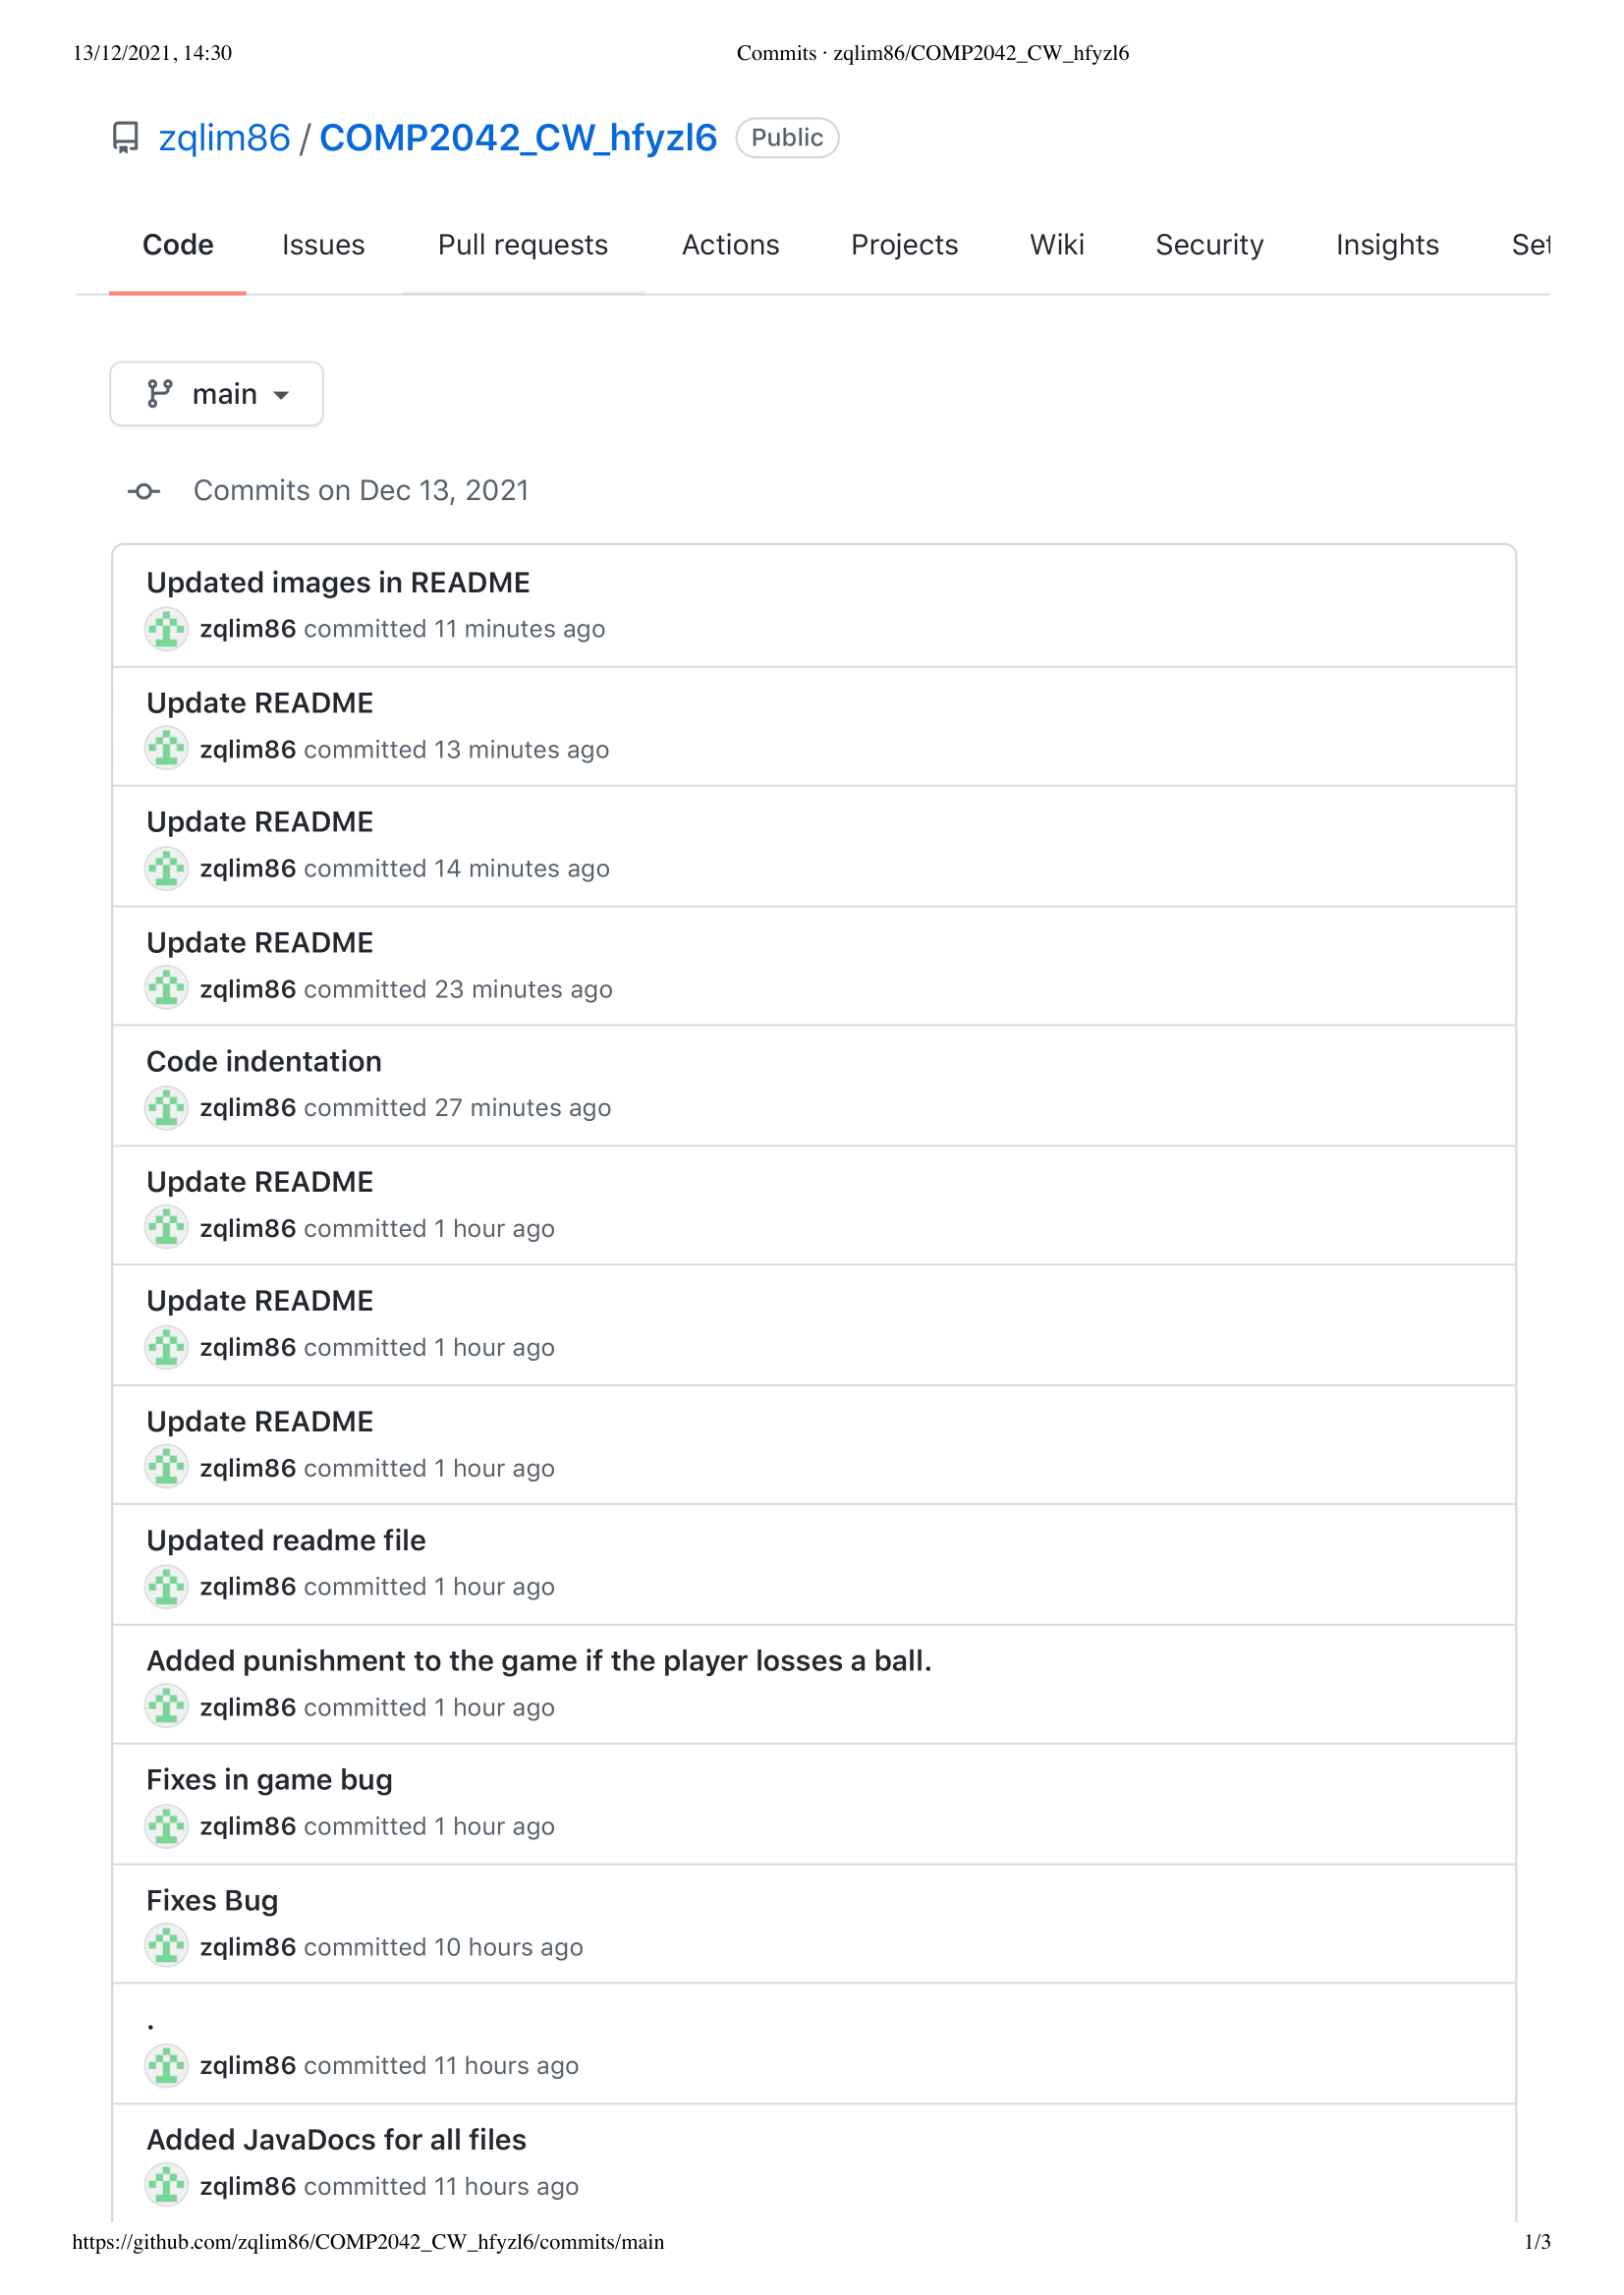 13/12/2021, 14:30 Commits · zqlim86/COMP2042_CW_hfyzl6
zqlim86 / COMP2042_CW_hfyzl6 Public
Code Issues Pull requests Actions Projects Wiki Security Insights Set
main
Commits on Dec 13, 2021
Updated images in README
zqlim86 committed 11 minutes ago
Update README
zqlim86 committed 13 minutes ago
Update README
zqlim86 committed 14 minutes ago
Update README
zqlim86 committed 23 minutes ago
Code indentation
zqlim86 committed 27 minutes ago
Update README
zqlim86 committed 1 hour ago
Update README
zqlim86 committed 1 hour ago
Update README
zqlim86 committed 1 hour ago
Updated readme file
zqlim86 committed 1 hour ago
Added punishment to the game if the player losses a ball.
zqlim86 committed 1 hour ago
Fixes in game bug
zqlim86 committed 1 hour ago
Fixes Bug
zqlim86 committed 10 hours ago
.
zqlim86 committed 11 hours ago
Added JavaDocs for all files
zqlim86 committed 11 hours ago
https://github.com/zqlim86/COMP2042_CW_hfyzl6/commits/main 1/3